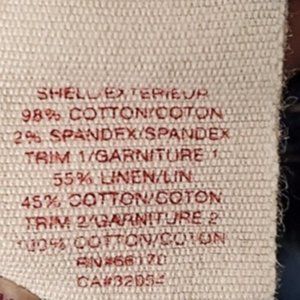 SHELL/EXTERIEUR
98% COTTON/COTON
2% SPANDEX/SPANDEX
TRIM 1/GARNITURE 1
55% LINEN/LIN
45% COTTON/COTON
TRIM 2/GARNITURE 2
100% COTTON/COTON
RN#66170
CA#32054